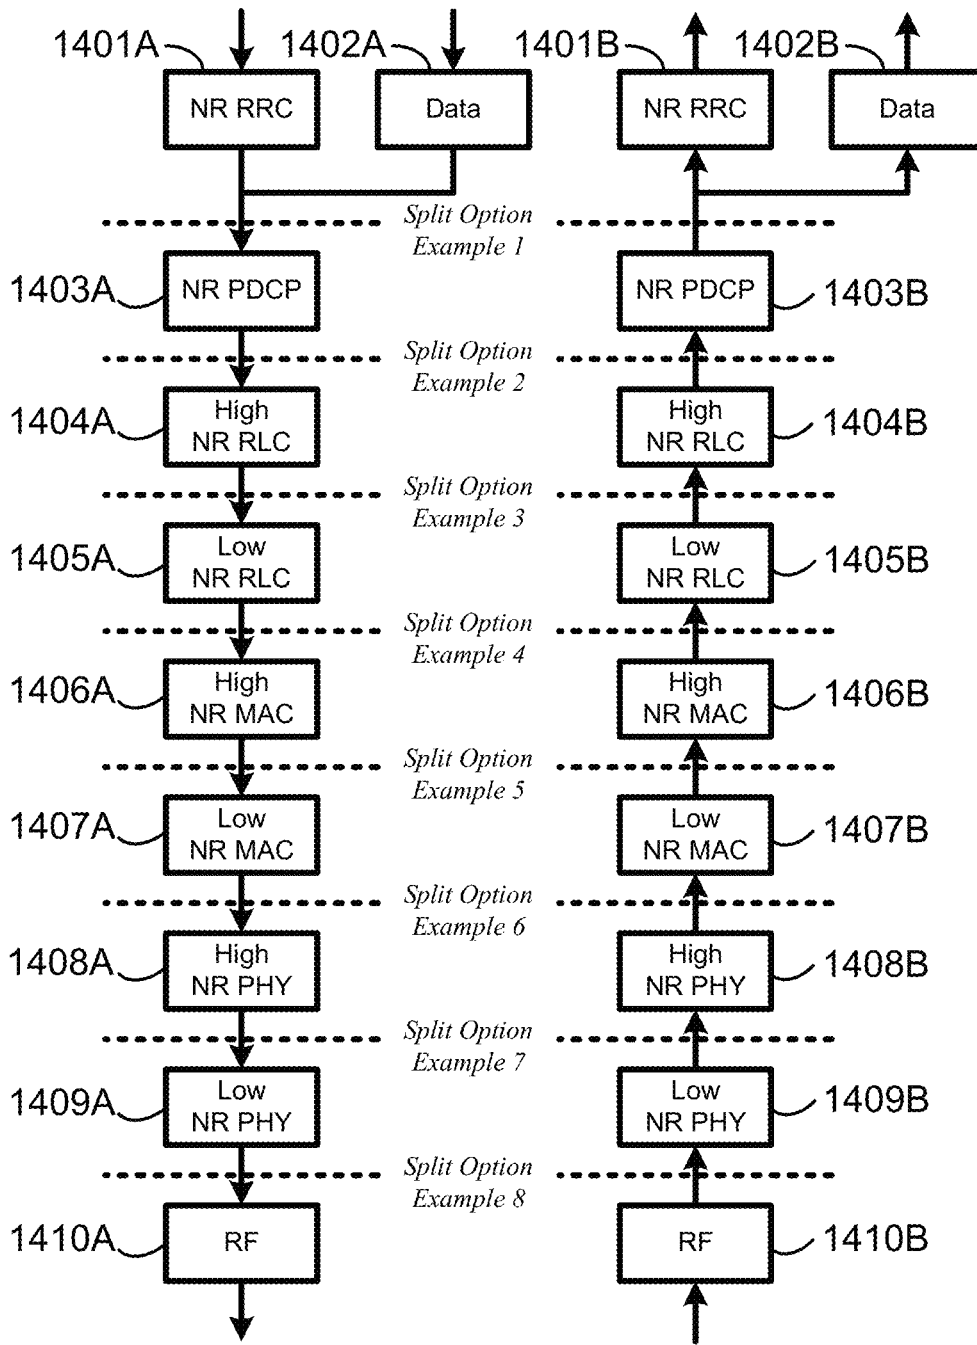 1401A 1402A 1401B 1402B
NR RRC Data NR RRC Data
Split Option
Example 1
1403A NR PDCP NR PDCP 1403B
Split Option
Example 2
1404A High NR RLC High NR RLC 1404B
Split Option
Example 3
1405A Low NR RLC Low NR RLC 1405B
Split Option
Example 4
1406A High NR MAC High NR MAC 1406B
Split Option
Example 5
1407A Low NR MAC Low NR MAC 1407B
Split Option
Example 6
1408A High NR PHY High NR PHY 1408B
Split Option
Example 7
1409A Low NR PHY Low NR PHY 1409B
Split Option
Example 8
1410A RF RF 1410B